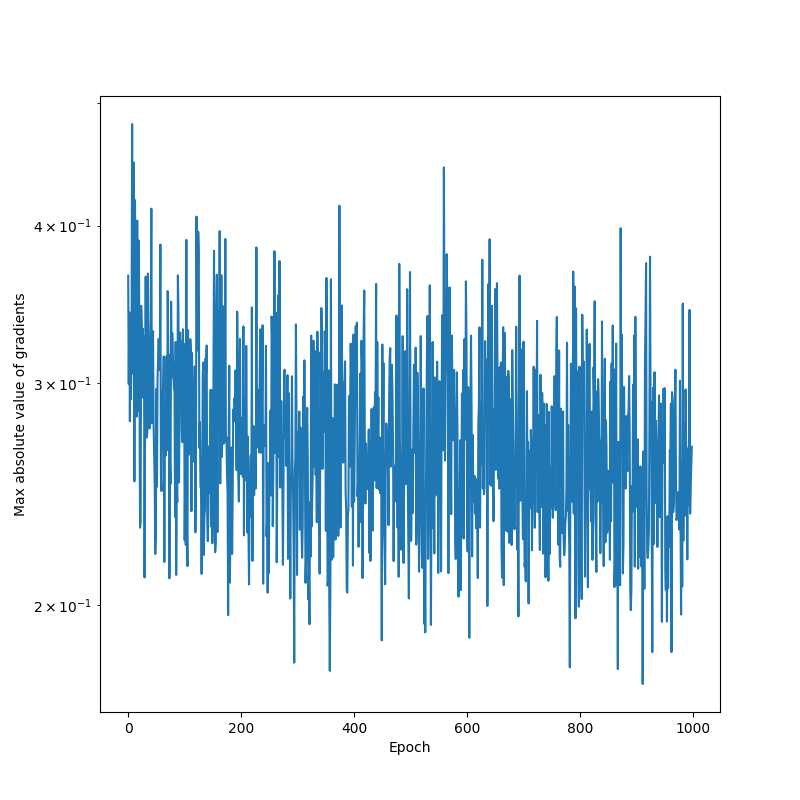 Max absolute value of gradients
4 × 10⁻¹
3 × 10⁻¹
2 × 10⁻¹
0 200 400 600 800 1000
Epoch